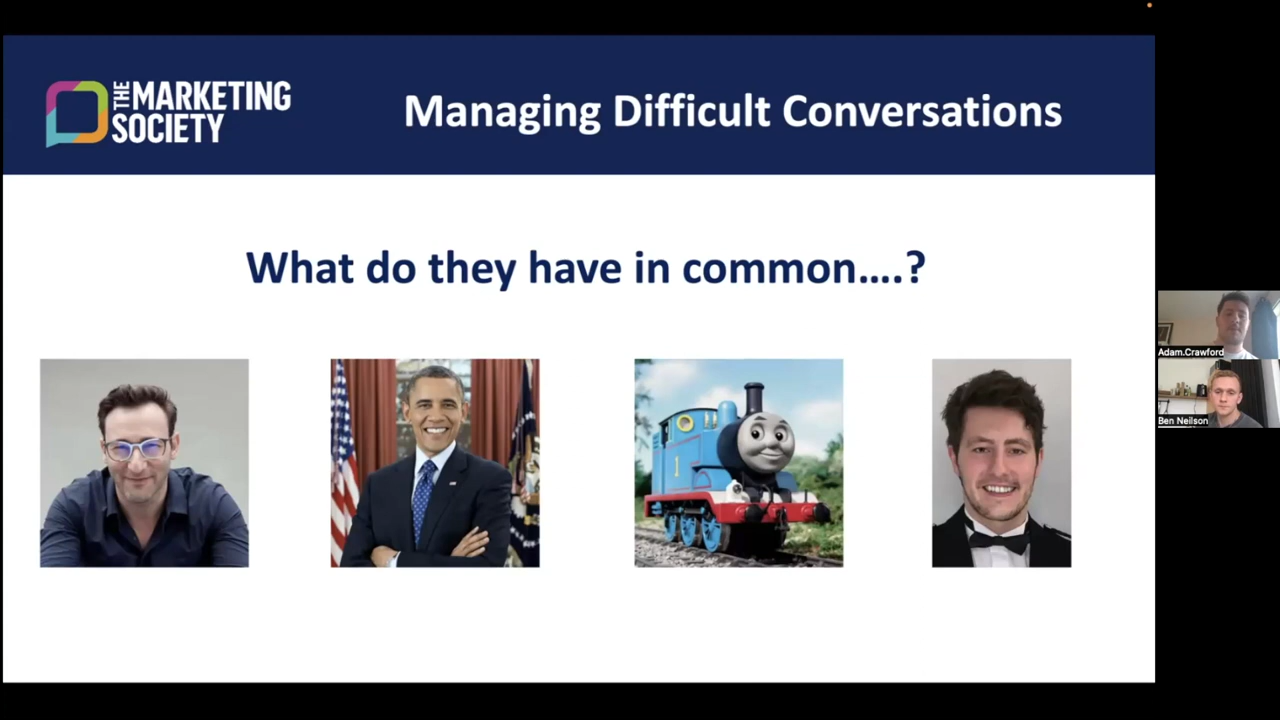 THE MARKETING
SOCIETY
Managing Difficult Conversations
What do they have in common....?
1
Adam.Crawford
Ben Neilson